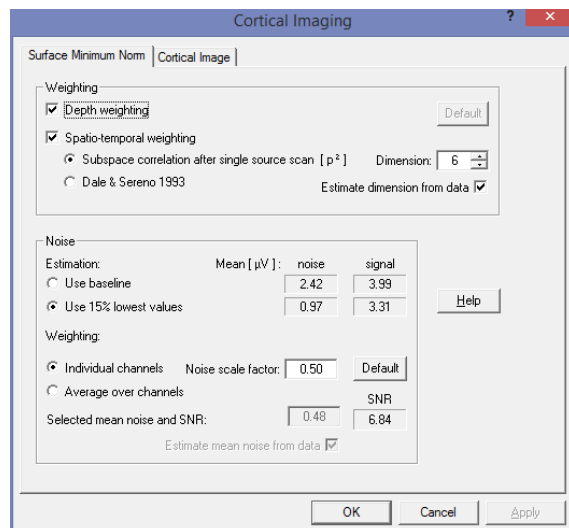 Cortical Imaging ? ×
Surface Minimum Norm Cortical Image
Weighting
Depth weighting Default
Spatio-temporal weighting
Subspace correlation after single source scan [ p² ] Dimension: 6
Dale & Sereno 1993 Estimate dimension from data
Noise
Estimation: Mean [ µV ] : noise signal
Use baseline 2.42 3.99
Use 15% lowest values 0.97 3.31
Help
Weighting:
Individual channels Noise scale factor: 0.50 Default
Average over channels
SNR
Selected mean noise and SNR: 0.48 6.84
Estimate mean noise from data
OK Cancel Apply